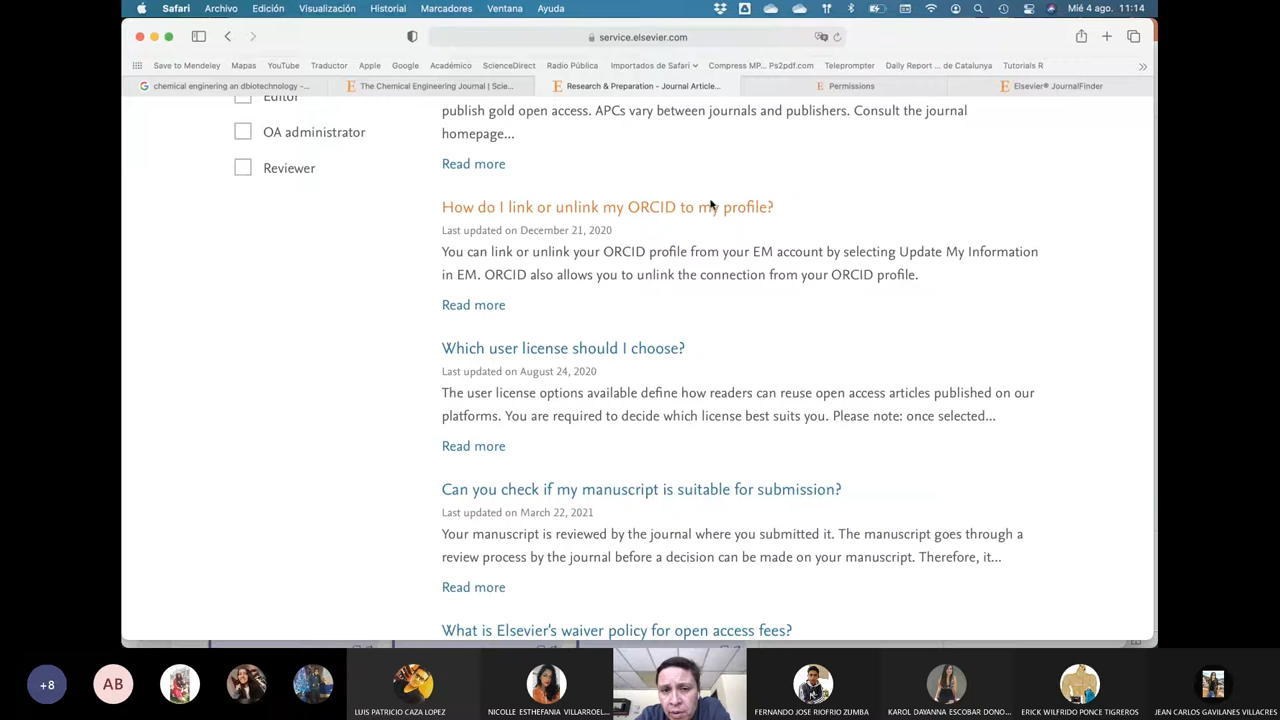 Safari Archivo Edición Visualización Historial Marcadores Ventana Ayuda Mié 4 ago. 11:14
service.elsevier.com
Save to Mendeley Mapas YouTube Traductor Apple Google Académico ScienceDirect Radio Pública Importados de Safari Compress MP... Ps2pdf.com Teleprompter Daily Report ... de Catalunya Tutorials R
chemical enginering an dbiotechnology -... The Chemical Engineering Journal | Scie... Research & Preparation - Journal Article... Permissions Elsevier® JournalFinder
Editor
OA administrator
Reviewer
publish gold open access. APCs vary between journals and publishers. Consult the journal
homepage...
Read more
How do I link or unlink my ORCID to my profile?
Last updated on December 21, 2020
You can link or unlink your ORCID profile from your EM account by selecting Update My Information
in EM. ORCID also allows you to unlink the connection from your ORCID profile.
Read more
Which user license should I choose?
Last updated on August 24, 2020
The user license options available define how readers can reuse open access articles published on our
platforms. You are required to decide which license best suits you. Please note: once selected...
Read more
Can you check if my manuscript is suitable for submission?
Last updated on March 22, 2021
Your manuscript is reviewed by the journal where you submitted it. The manuscript goes through a
review process by the journal before a decision can be made on your manuscript. Therefore, it...
Read more
What is Elsevier's waiver policy for open access fees?
+8 AB
LUIS PATRICIO CAZA LOPEZ NICOLLE ESTHEFANIA VILLARROEL... FERNANDO JOSE RIOFRIO ZUMBA KAROL DAYANNA ESCOBAR DONO... ERICK WILFRIDO PONCE TIGREROS JEAN CARLOS GAVILANES VILLACRES